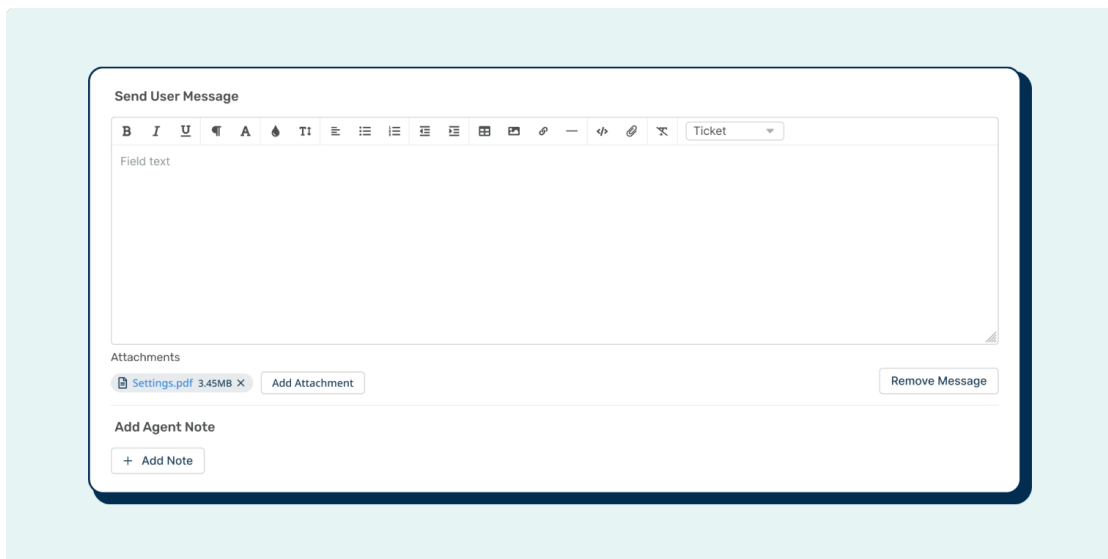 Send User Message
B I U ¶ A T Ticket
Field text
Attachments
Settings.pdf 3.45MB × Add Attachment Remove Message
Add Agent Note
+ Add Note